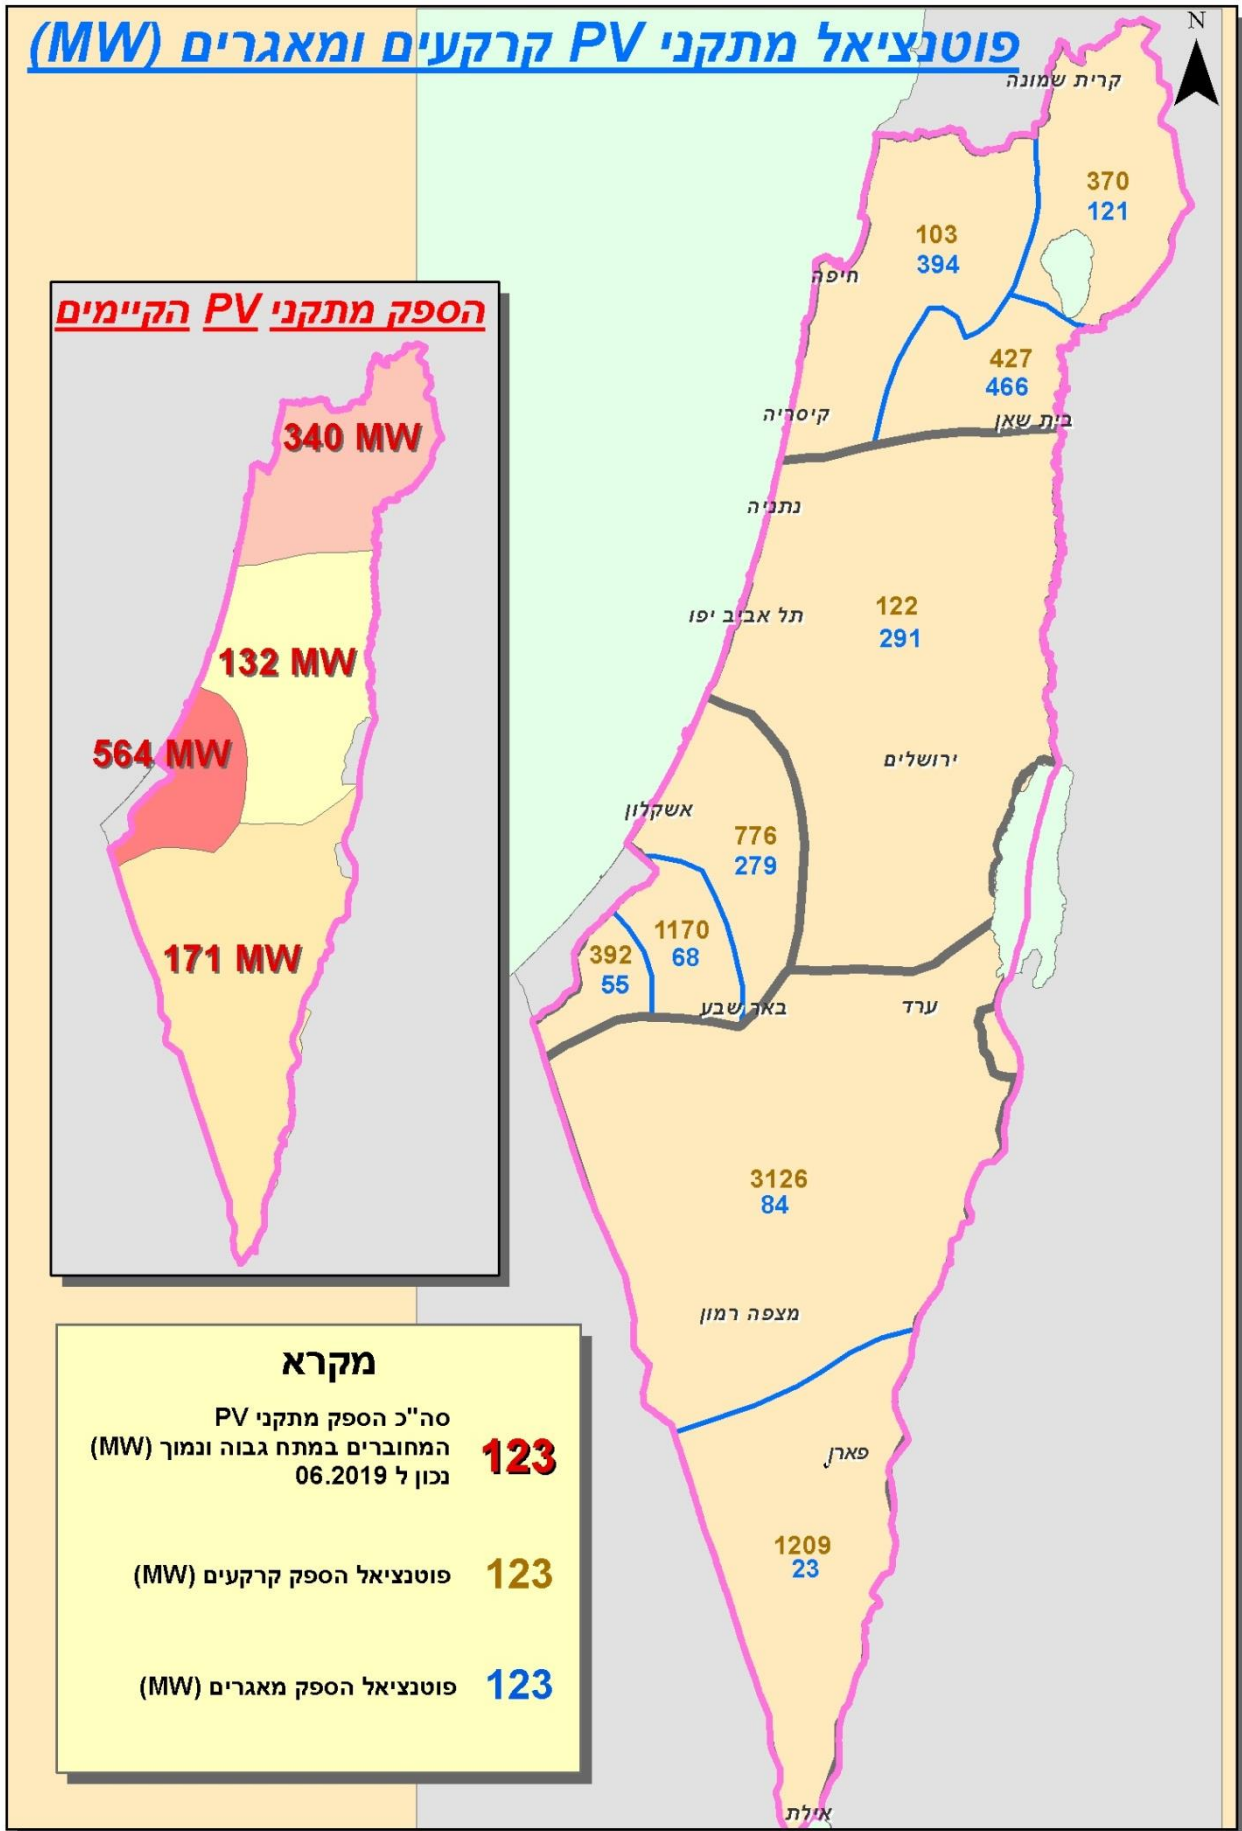 פוטנציאל מתקני PV קרקעים ומאגרים (MW)
N
קרית שמונה
370
121
103
394
חיפה
427
466
בית שאן
קיסריה
נתניה
122
291
תל אביב יפו
ירושלים
אשקלון
776
279
1170
68
392
55
באר שבע
ערד
3126
84
מצפה רמון
פארן
1209
23
אילת
הספק מתקני PV הקיימים
340 MW
132 MW
564 MW
171 MW
מקרא
123
סה"כ הספק מתקני PV
המחוברים במתח גבוה ונמוך (MW)
נכון ל 06.2019
123 פוטנציאל הספק קרקעים (MW)
123 פוטנציאל הספק מאגרים (MW)